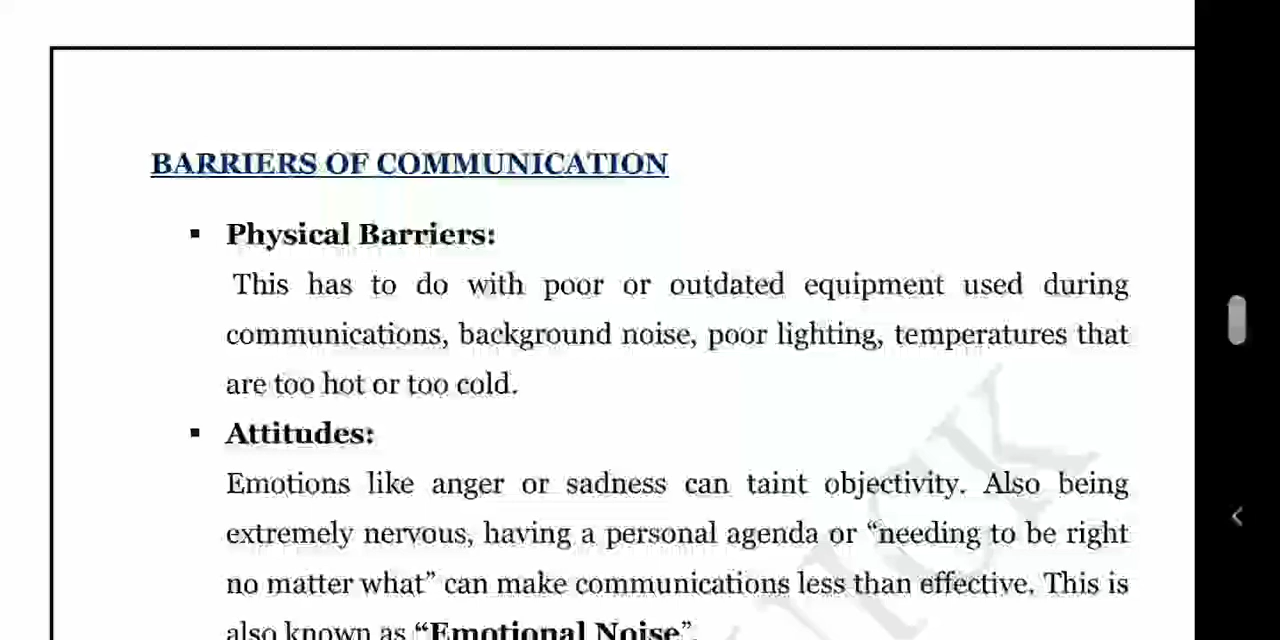 BARRIERS OF COMMUNICATION
▪ Physical Barriers:
This has to do with poor or outdated equipment used during
communications, background noise, poor lighting, temperatures that
are too hot or too cold.
▪ Attitudes:
Emotions like anger or sadness can taint objectivity. Also being
extremely nervous, having a personal agenda or “needing to be right
no matter what” can make communications less than effective. This is
also known as “Emotional Noise”.